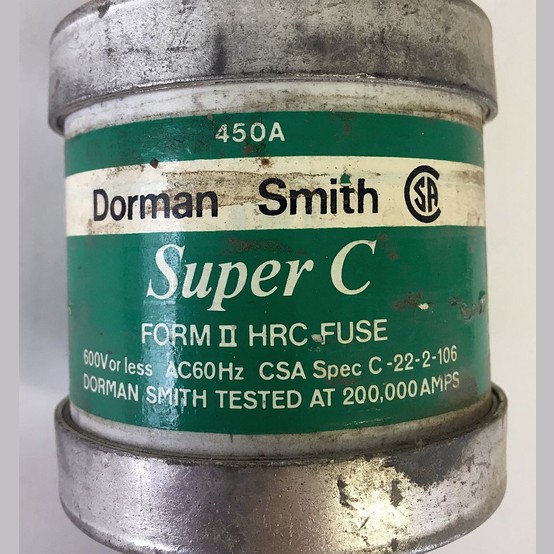 450A
Dorman Smith CSA
Super C
FORM II HRC-FUSE
600V or less AC60Hz CSA Spec C-22-2-106
DORMAN SMITH TESTED AT 200,000 AMPS